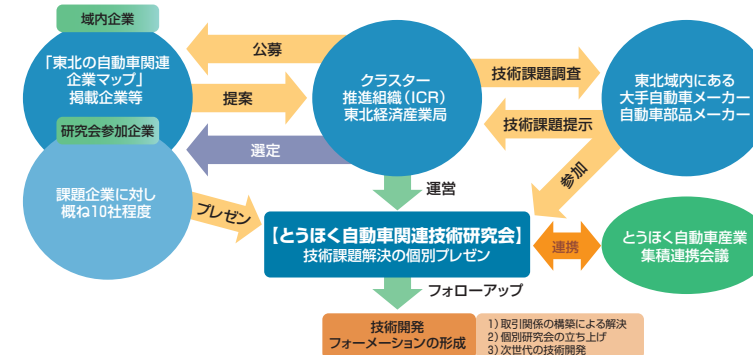 域内企業
「東北の自動車関連
企業マップ」
掲載企業等
公募
提案
クラスター
推進組織(ICR)
東北経済産業局
技術課題調査
技術課題提示
東北域内にある
大手自動車メーカー
自動車部品メーカー
研究会参加企業
選定
課題企業に対し
概ね10社程度
プレゼン
運営
参加
【とうほく自動車関連技術研究会】
技術課題解決の個別プレゼン
連携
とうほく自動車産業
集積連携会議
フォローアップ
技術開発
フォーメーションの形成
1)取引関係の構築による解決
2)個別研究会の立ち上げ
3)次世代の技術開発